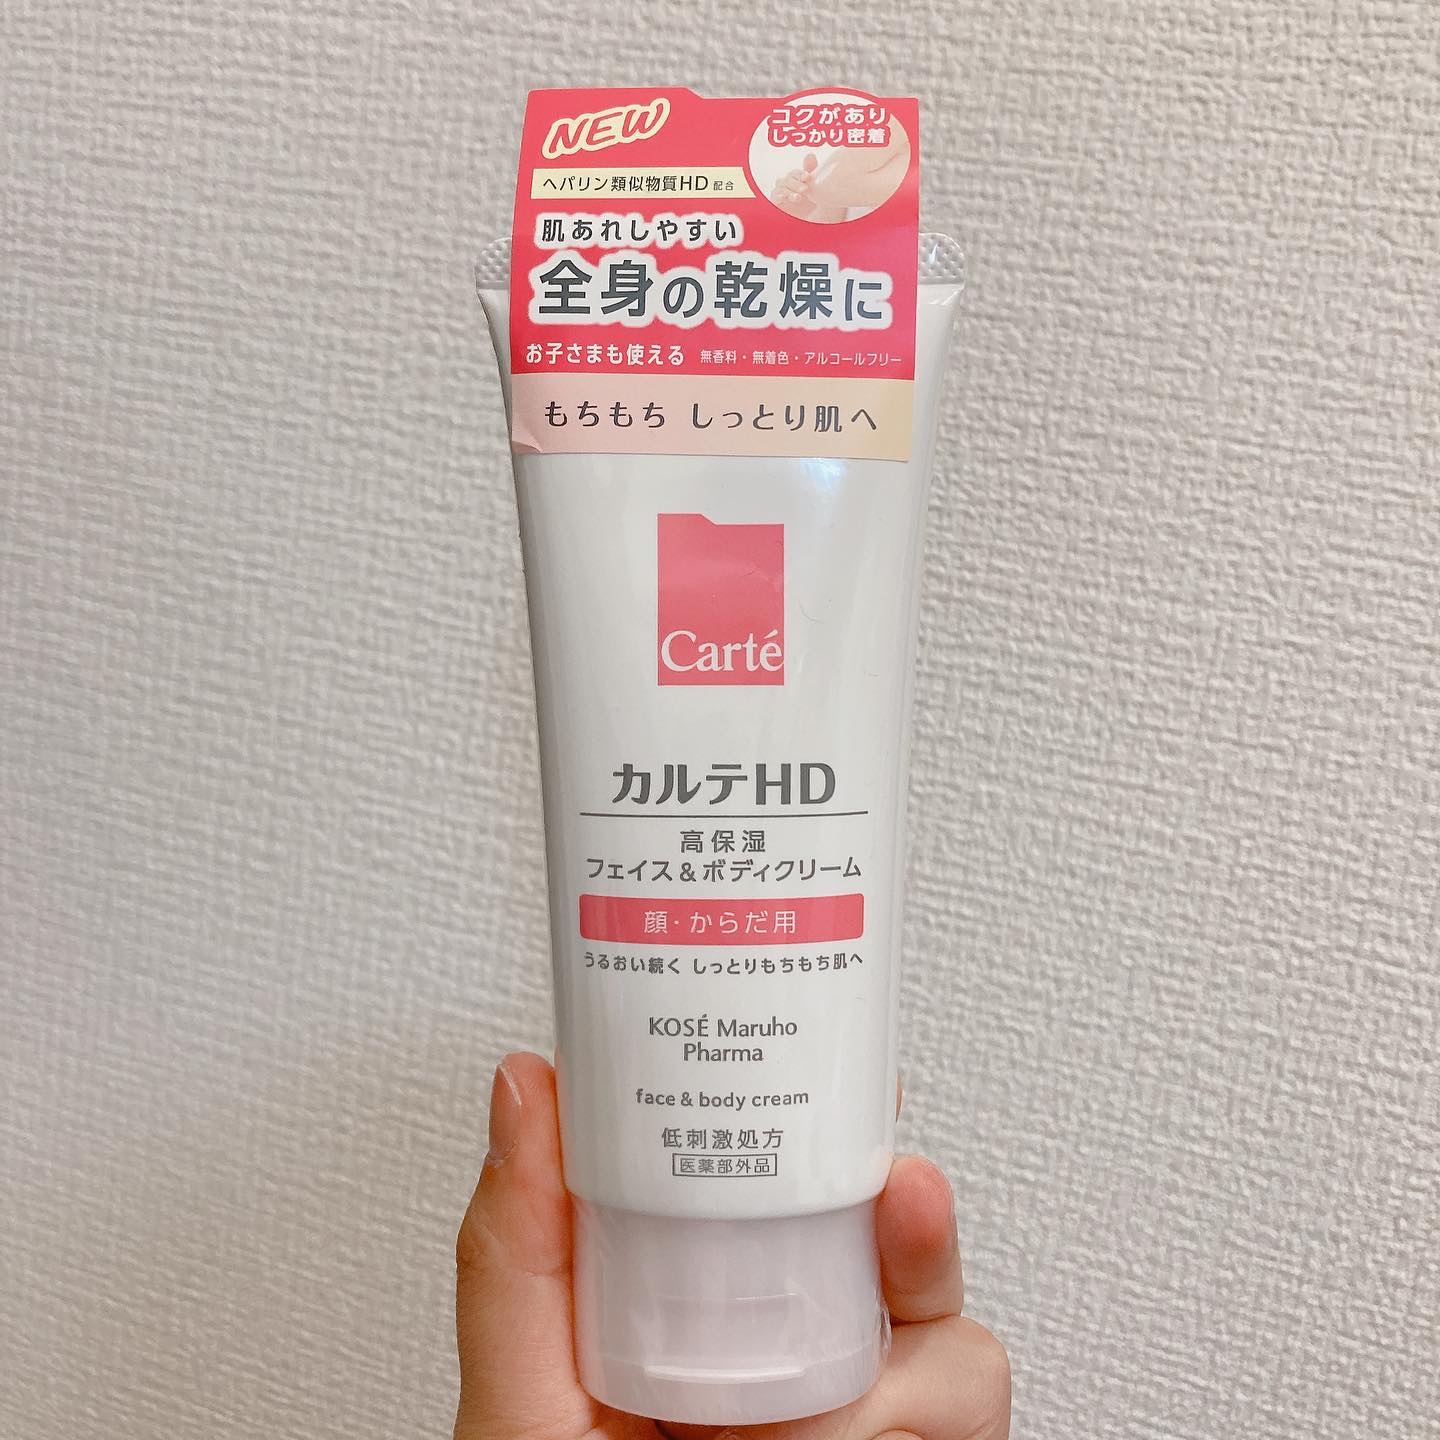 NEW
コクがあり
しっかり密着
ヘパリン類似物質HD 配合
肌あれしやすい
全身の乾燥に
お子さまも使える 無香料・無着色・アルコールフリー
もちもち しっとり肌へ
Carté
カルテHD
高保湿
フェイス&ボディクリーム
顔・からだ用
うるおい続く しっとりもちもち肌へ
KOSÉ Maruho
Pharma
face & body cream
低刺激処方
医薬部外品